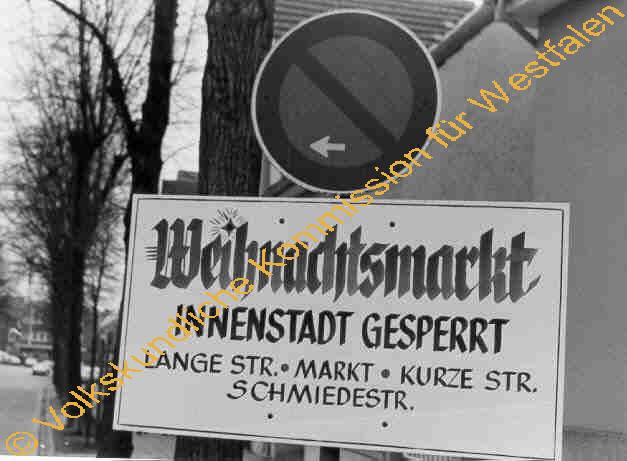 Weihnachtsmarkt
INNENSTADT GESPERRT
LANGE STR. • MARKT • KURZE STR.
SCHMIEDESTR.
© Volkskundliche Kommission für Westfalen